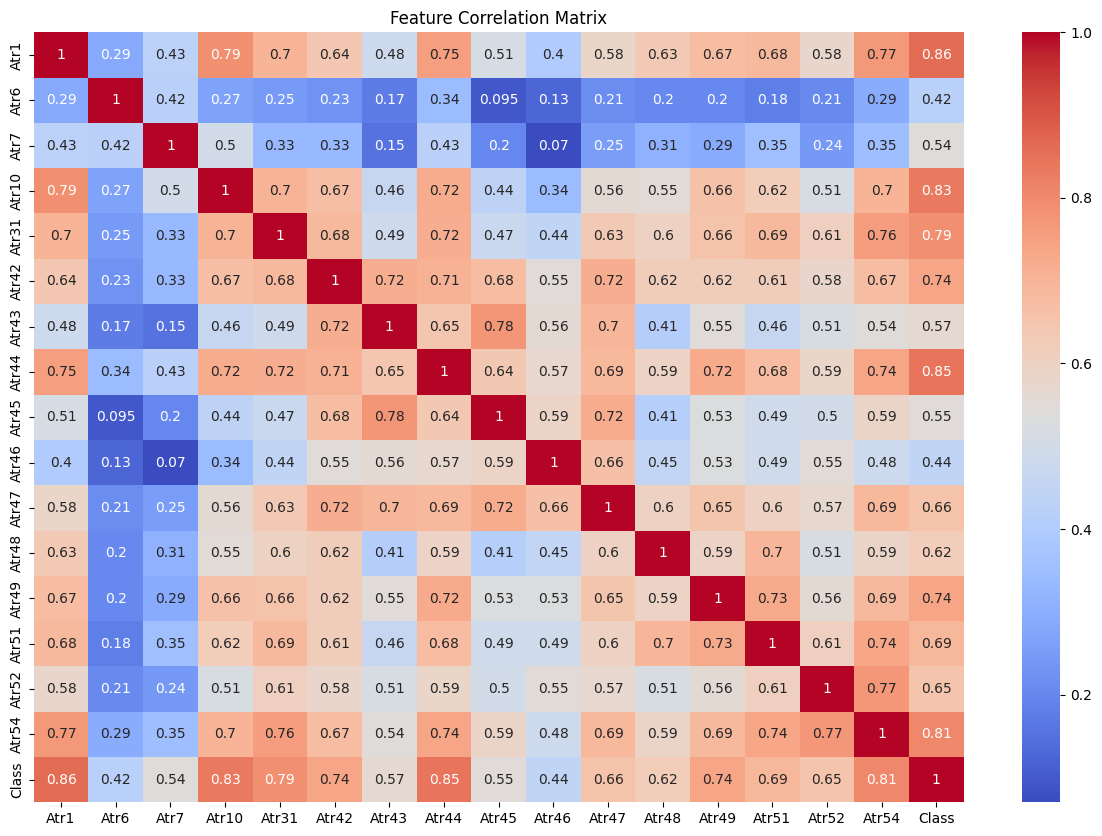 Feature Correlation Matrix
Atr1 1 0.29 0.43 0.79 0.7 0.64 0.48 0.75 0.51 0.4 0.58 0.63 0.67 0.68 0.58 0.77 0.86
Atr6 0.29 1 0.42 0.27 0.25 0.23 0.17 0.34 0.095 0.13 0.21 0.2 0.2 0.18 0.21 0.29 0.42
Atr7 0.43 0.42 1 0.5 0.33 0.33 0.15 0.43 0.2 0.07 0.25 0.31 0.29 0.35 0.24 0.35 0.54
Atr10 0.79 0.27 0.5 1 0.7 0.67 0.46 0.72 0.44 0.34 0.56 0.55 0.66 0.62 0.51 0.7 0.83
Atr31 0.7 0.25 0.33 0.7 1 0.68 0.49 0.72 0.47 0.44 0.63 0.6 0.66 0.69 0.61 0.76 0.79
Atr42 0.64 0.23 0.33 0.67 0.68 1 0.72 0.71 0.68 0.55 0.72 0.62 0.62 0.61 0.58 0.67 0.74
Atr43 0.48 0.17 0.15 0.46 0.49 0.72 1 0.65 0.78 0.56 0.7 0.41 0.55 0.46 0.51 0.54 0.57
Atr44 0.75 0.34 0.43 0.72 0.72 0.71 0.65 1 0.64 0.57 0.69 0.59 0.72 0.68 0.59 0.74 0.85
Atr45 0.51 0.095 0.2 0.44 0.47 0.68 0.78 0.64 1 0.59 0.72 0.41 0.53 0.49 0.5 0.59 0.55
Atr46 0.4 0.13 0.07 0.34 0.44 0.55 0.56 0.57 0.59 1 0.66 0.45 0.53 0.49 0.55 0.48 0.44
Atr47 0.58 0.21 0.25 0.56 0.63 0.72 0.7 0.69 0.72 0.66 1 0.6 0.65 0.6 0.57 0.69 0.66
Atr48 0.63 0.2 0.31 0.55 0.6 0.62 0.41 0.59 0.41 0.45 0.6 1 0.59 0.7 0.51 0.59 0.62
Atr49 0.67 0.2 0.29 0.66 0.66 0.62 0.55 0.72 0.53 0.53 0.65 0.59 1 0.73 0.56 0.69 0.74
Atr51 0.68 0.18 0.35 0.62 0.69 0.61 0.46 0.68 0.49 0.49 0.6 0.7 0.73 1 0.61 0.74 0.69
Atr52 0.58 0.21 0.24 0.51 0.61 0.58 0.51 0.59 0.5 0.55 0.57 0.51 0.56 0.61 1 0.77 0.65
Atr54 0.77 0.29 0.35 0.7 0.76 0.67 0.54 0.74 0.59 0.48 0.69 0.59 0.69 0.74 0.77 1 0.81
Class 0.86 0.42 0.54 0.83 0.79 0.74 0.57 0.85 0.55 0.44 0.66 0.62 0.74 0.69 0.65 0.81 1
Atr1 Atr6 Atr7 Atr10 Atr31 Atr42 Atr43 Atr44 Atr45 Atr46 Atr47 Atr48 Atr49 Atr51 Atr52 Atr54 Class
1.0
0.8
0.6
0.4
0.2